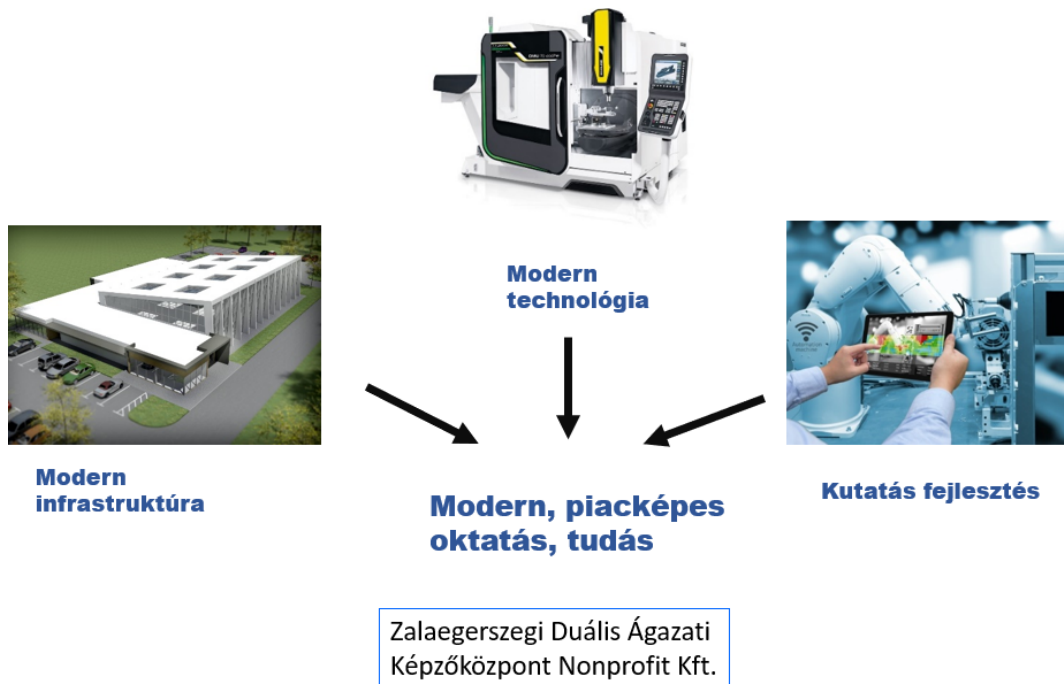 Modern
technológia
Modern
infrastruktúra
Kutatás fejlesztés
Modern, piacképes
oktatás, tudás
Zalaegerszegi Duális Ágazati
Képzőközpont Nonprofit Kft.